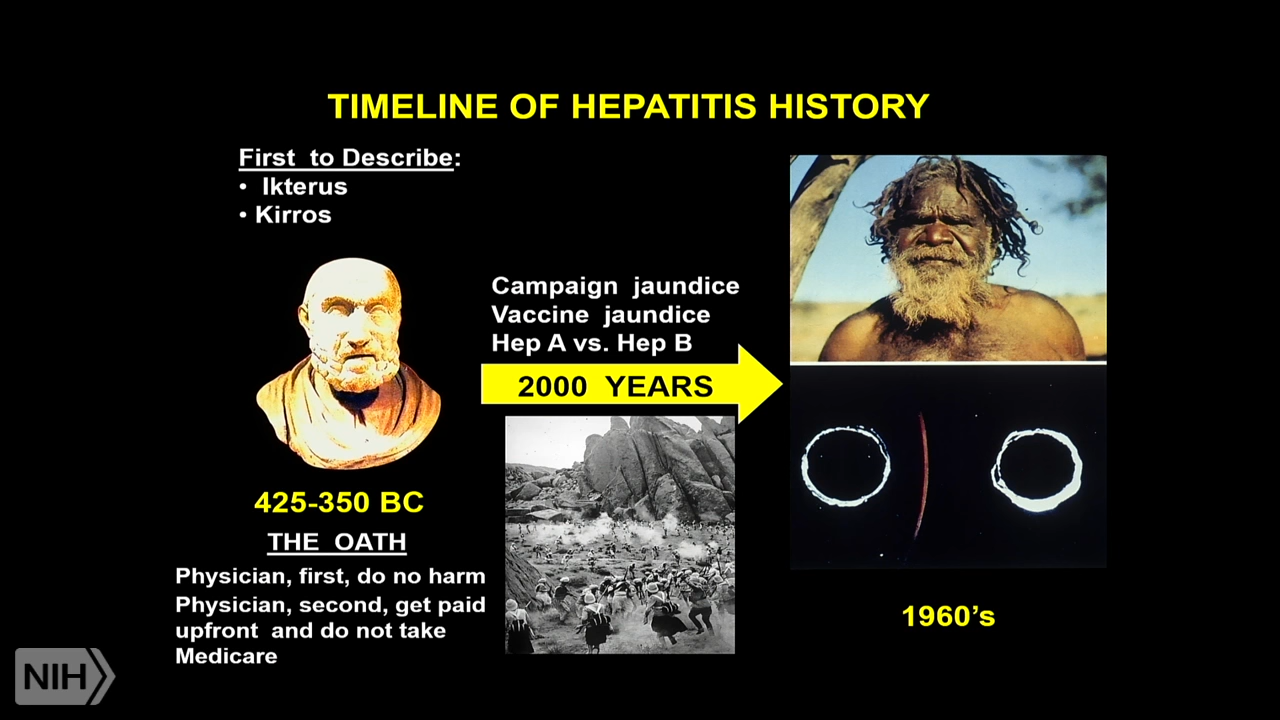 TIMELINE OF HEPATITIS HISTORY
First to Describe:
• Ikterus
• Kirros
Campaign jaundice
Vaccine jaundice
Hep A vs. Hep B
2000 YEARS
425-350 BC
THE OATH
Physician, first, do no harm
Physician, second, get paid
upfront and do not take
Medicare
1960’s
NIH